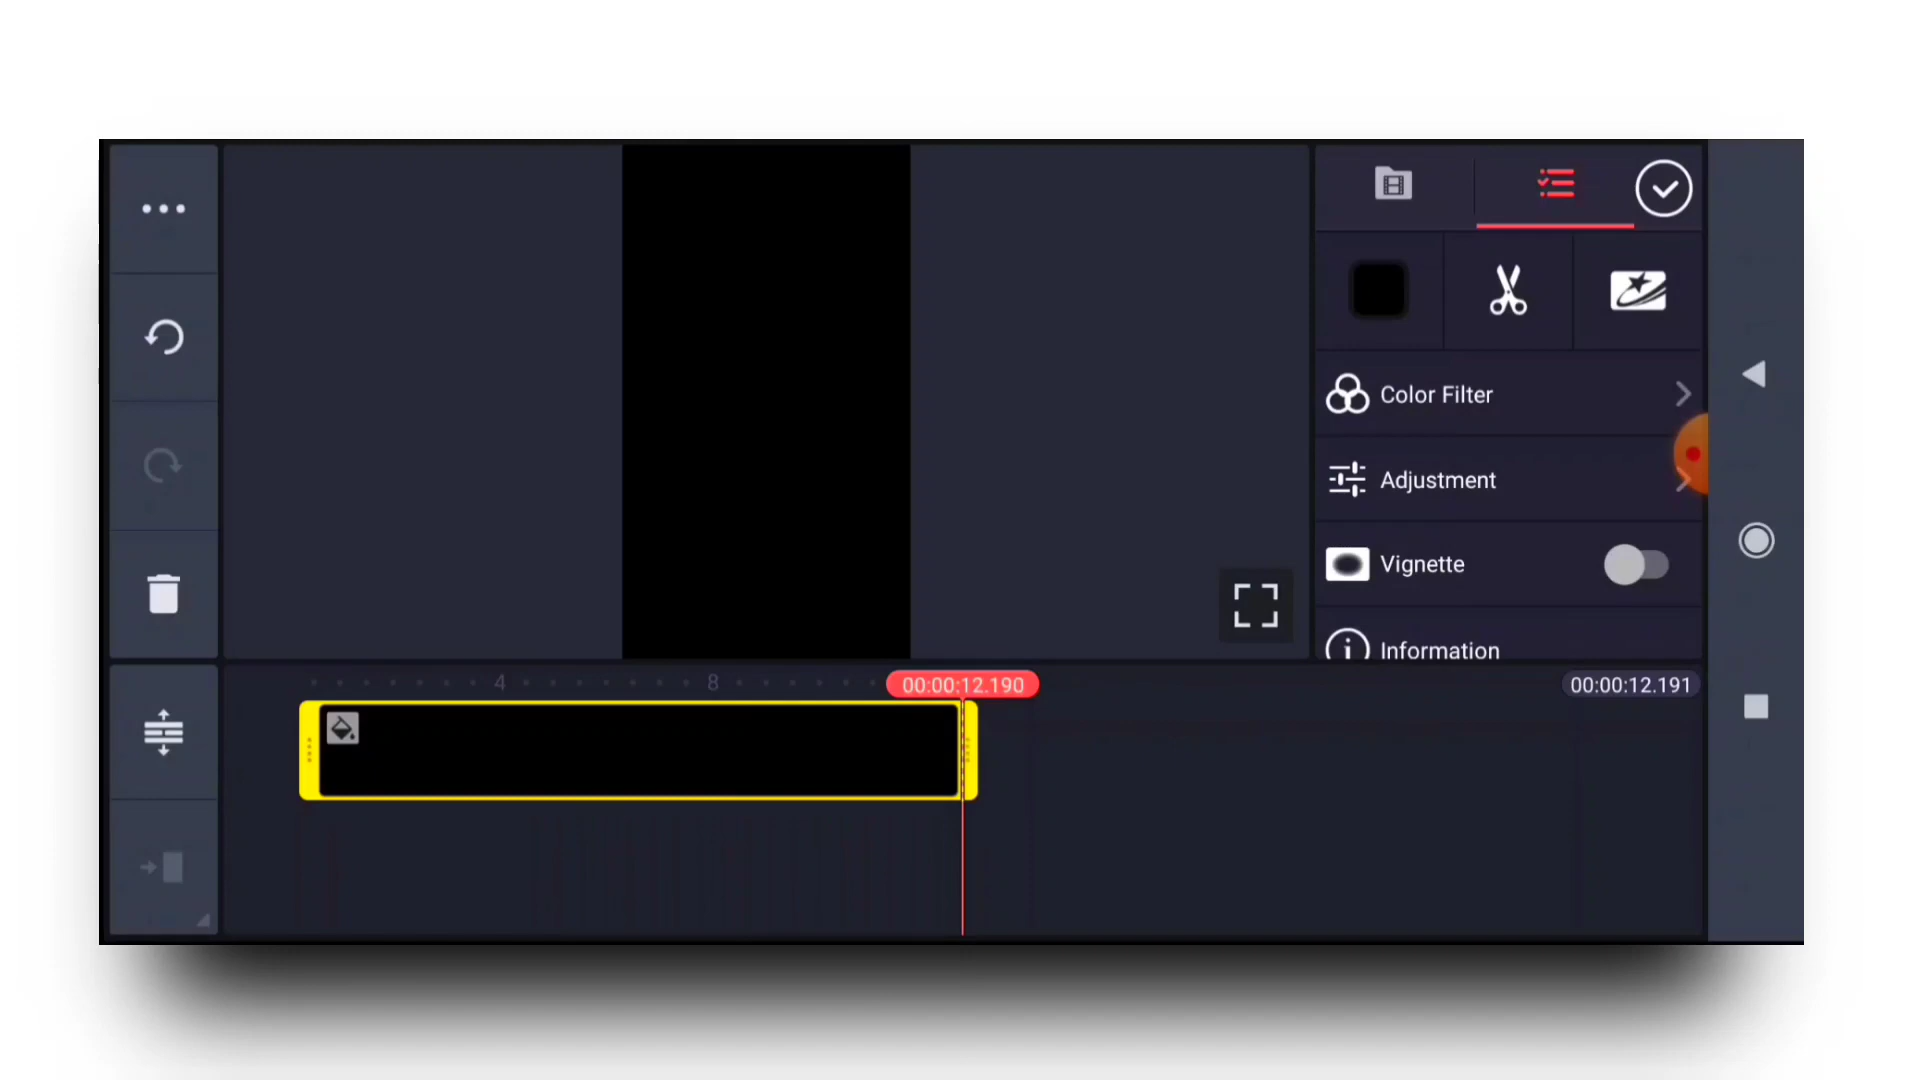 Color Filter
Adjustment
Vignette
Information
4
8
00:00:12.190
00:00:12.191